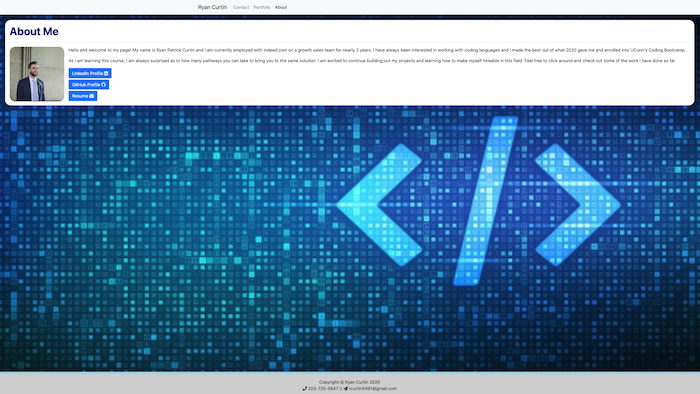 Ryan Curtin Contact Portfolio About
About Me
Hello and welcome to my page! My name is Ryan Patrick Curtin and I am currently employed with indeed.com on a growth sales team for nearly 2 years. I have always been interested in working with coding languages and I made the best out of what 2020 gave me and enrolled into UConn's Coding Bootcamp.
As I am learning this course, I am always surprised as to how many pathways you can take to bring you to the same solution. I am excited to continue building out my projects and learning how to make myself hireable in this field. Feel free to click around and check out some of the work I have done so far.
LinkedIn Profile
GitHub Profile
Resume
</>
Copyright @ Ryan Curtin 2020
203-725-5847 || rcurtin0491@gmail.com